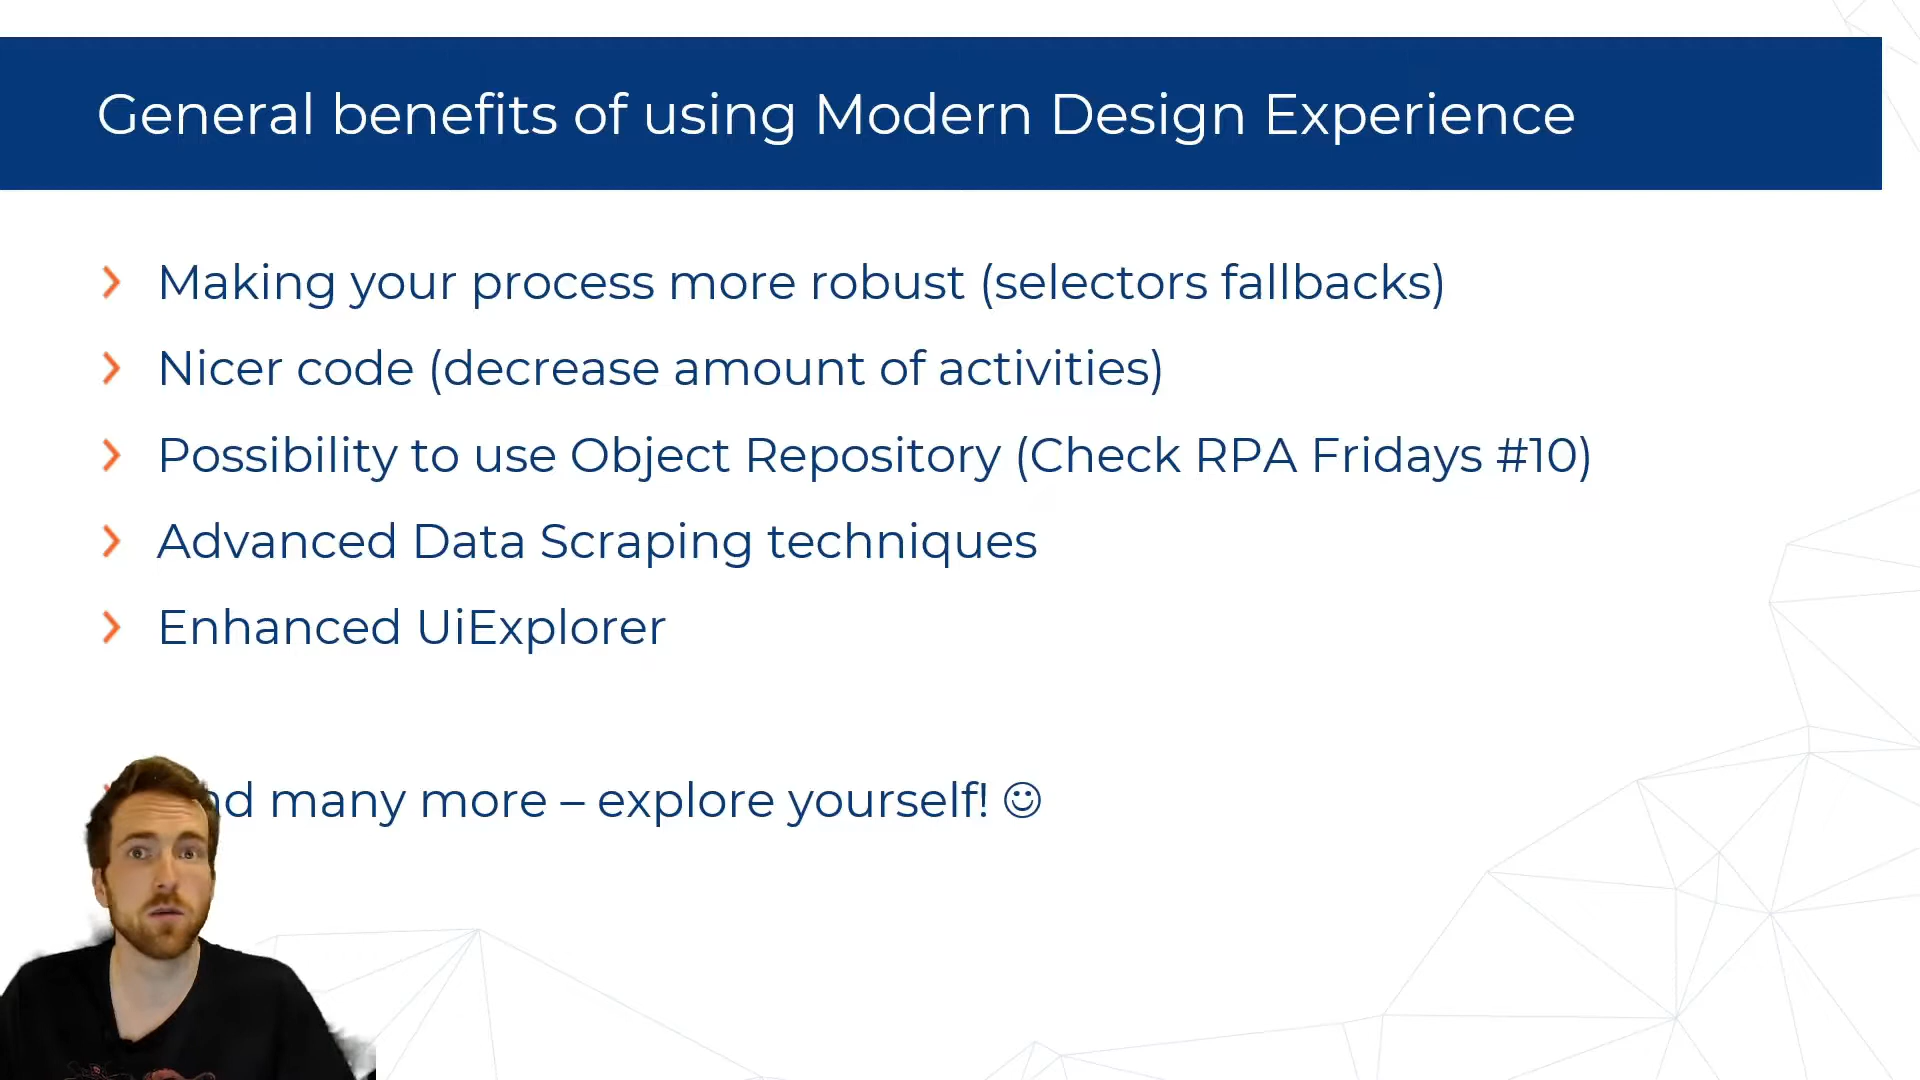 General benefits of using Modern Design Experience
Making your process more robust (selectors fallbacks)
Nicer code (decrease amount of activities)
Possibility to use Object Repository (Check RPA Fridays #10)
Advanced Data Scraping techniques
Enhanced UiExplorer
many more – explore yourself! ☺